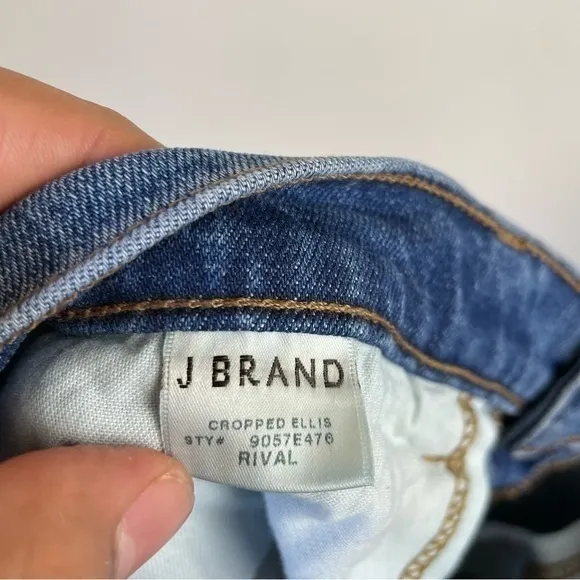 J BRAND
CROPPED ELLIS
STY# 9057E476
RIVAL